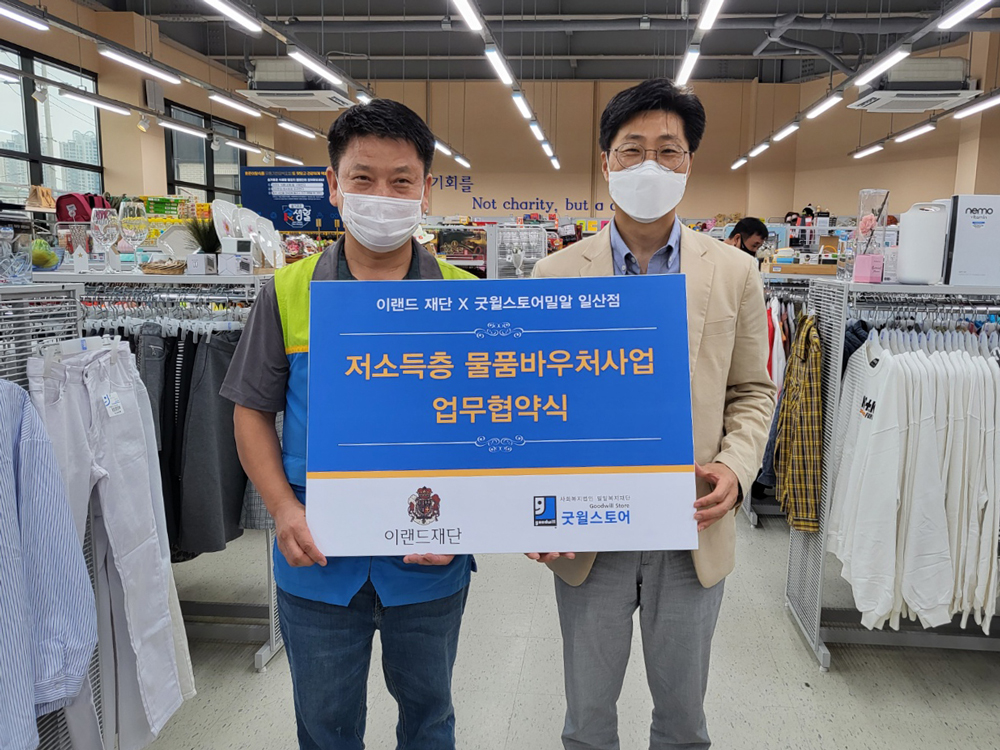 기회를
Not charity, but a
nemo
이랜드 재단 X 굿윌스토어밀알 일산점
저소득층 물품바우처사업
업무협약식
이랜드재단
사회복지법인 밀알복지재단
Goodwill Store
굿윌스토어
goodwill